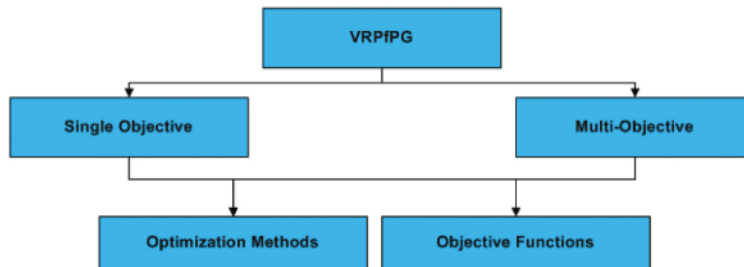 VRPfPG
Single Objective
Multi-Objective
Optimization Methods
Objective Functions